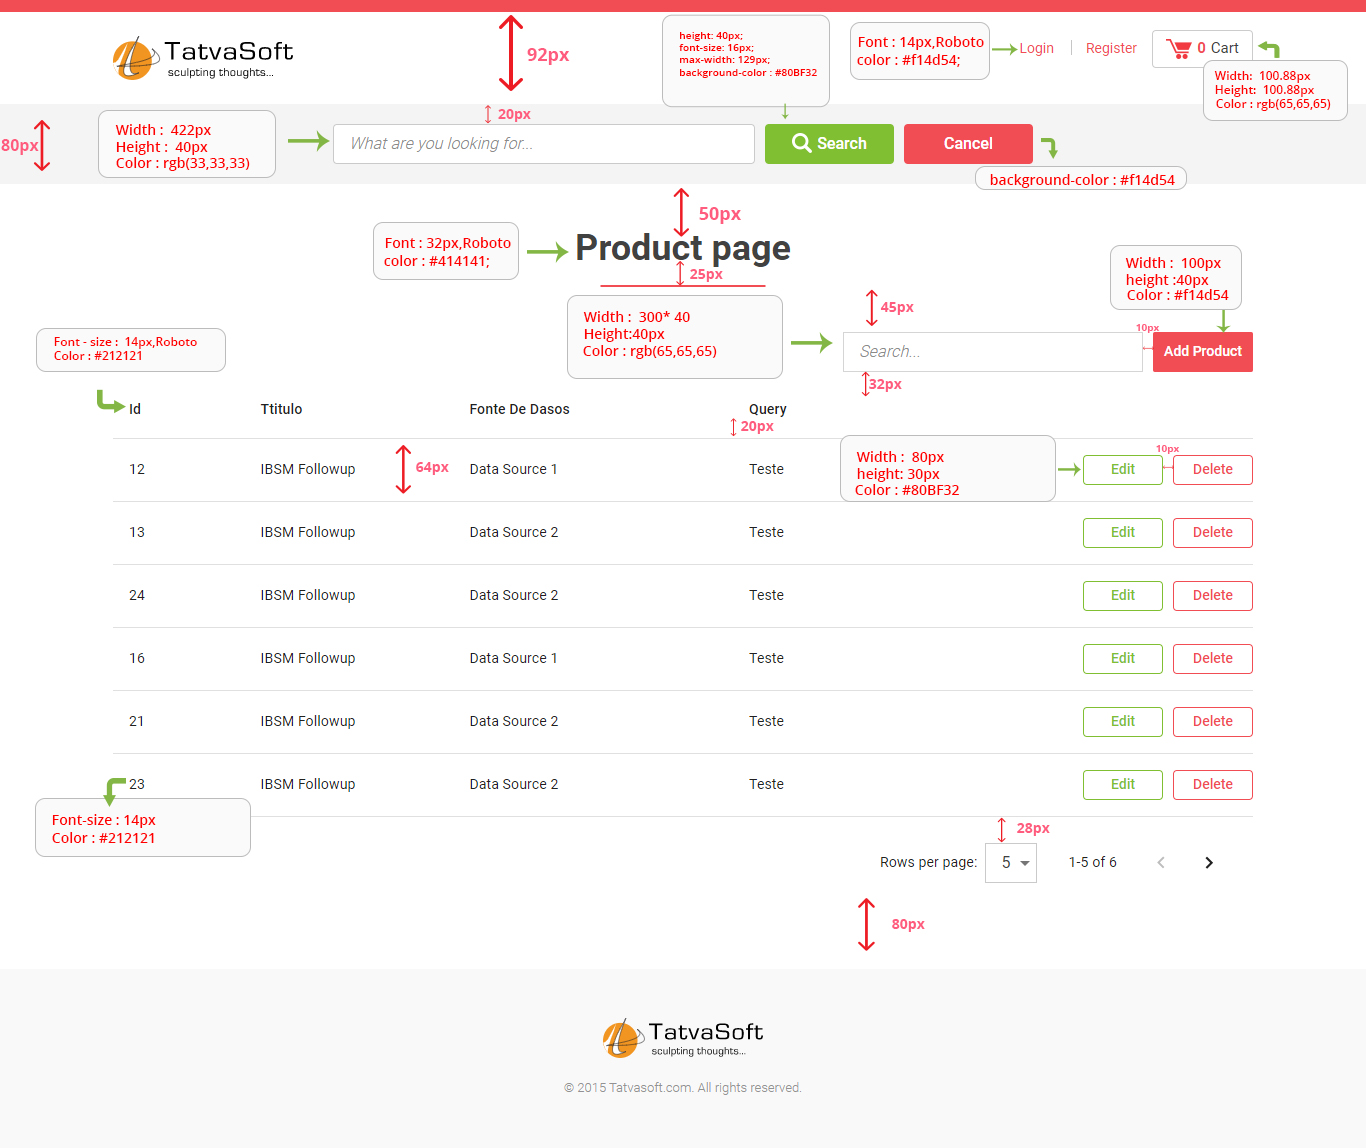 TatvaSoft
sculpting thoughts...
92px
height: 40px;
font-size: 16px;
max-width: 129px;
background-color : #80BF32
Font : 14px,Roboto
color : #f14d54;
Login
Register
0 Cart
Width: 100.88px
Height: 100.88px
Color : rgb(65,65,65)
80px
Width : 422px
Height : 40px
Color : rgb(33,33,33)
20px
What are you looking for...
Search
Cancel
background-color : #f14d54
50px
Font : 32px,Roboto
color : #414141;
Product page
25px
Width : 300* 40
Height:40px
Color : rgb(65,65,65)
45px
Width : 100px
height :40px
Color : #f14d54
Search...
10px
Add Product
32px
Font - size : 14px,Roboto
Color : #212121
Id Ttitulo Fonte De Dasos Query
20px
12 IBSM Followup Data Source 1 Teste Edit Delete
64px
Width : 80px
height: 30px
Color : #80BF32
10px
13 IBSM Followup Data Source 2 Teste Edit Delete
24 IBSM Followup Data Source 2 Teste Edit Delete
16 IBSM Followup Data Source 1 Teste Edit Delete
21 IBSM Followup Data Source 2 Teste Edit Delete
23 IBSM Followup Data Source 2 Teste Edit Delete
Font-size : 14px
Color : #212121
28px
Rows per page: 5 1-5 of 6
80px
TatvaSoft
sculpting thoughts...
© 2015 Tatvasoft.com. All rights reserved.